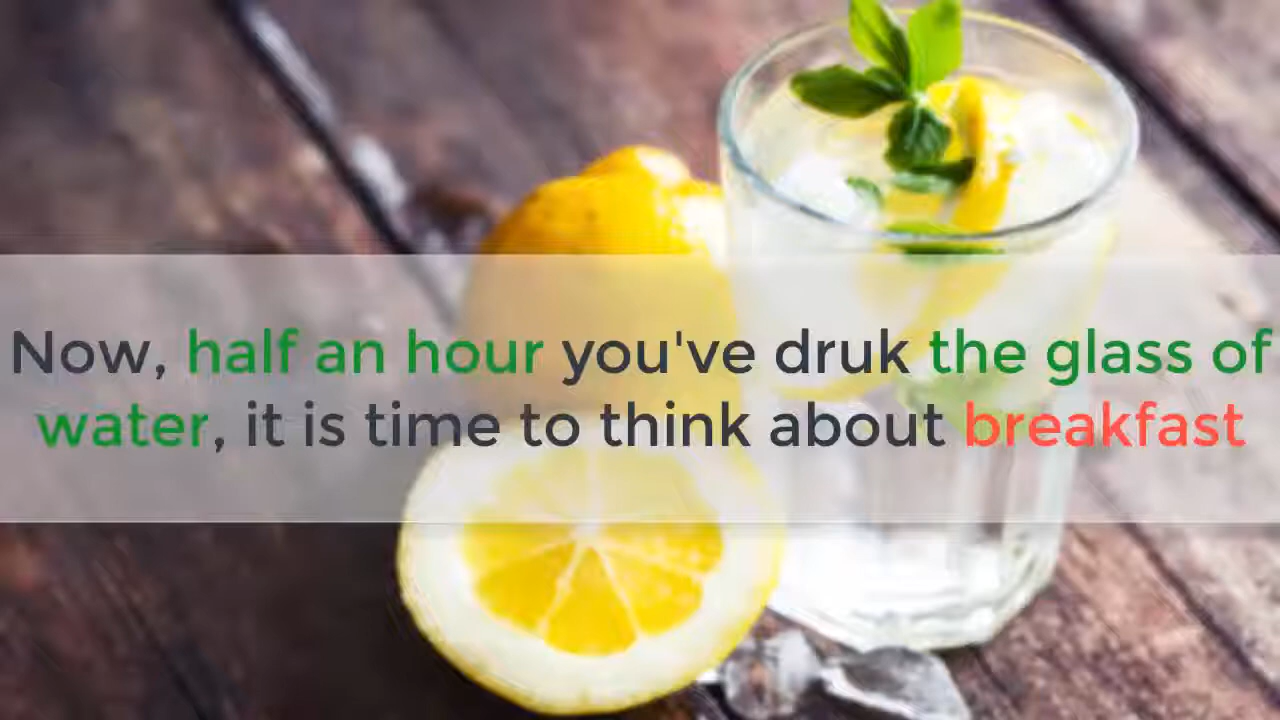 Now, half an hour you've druk the glass of
water, it is time to think about breakfast